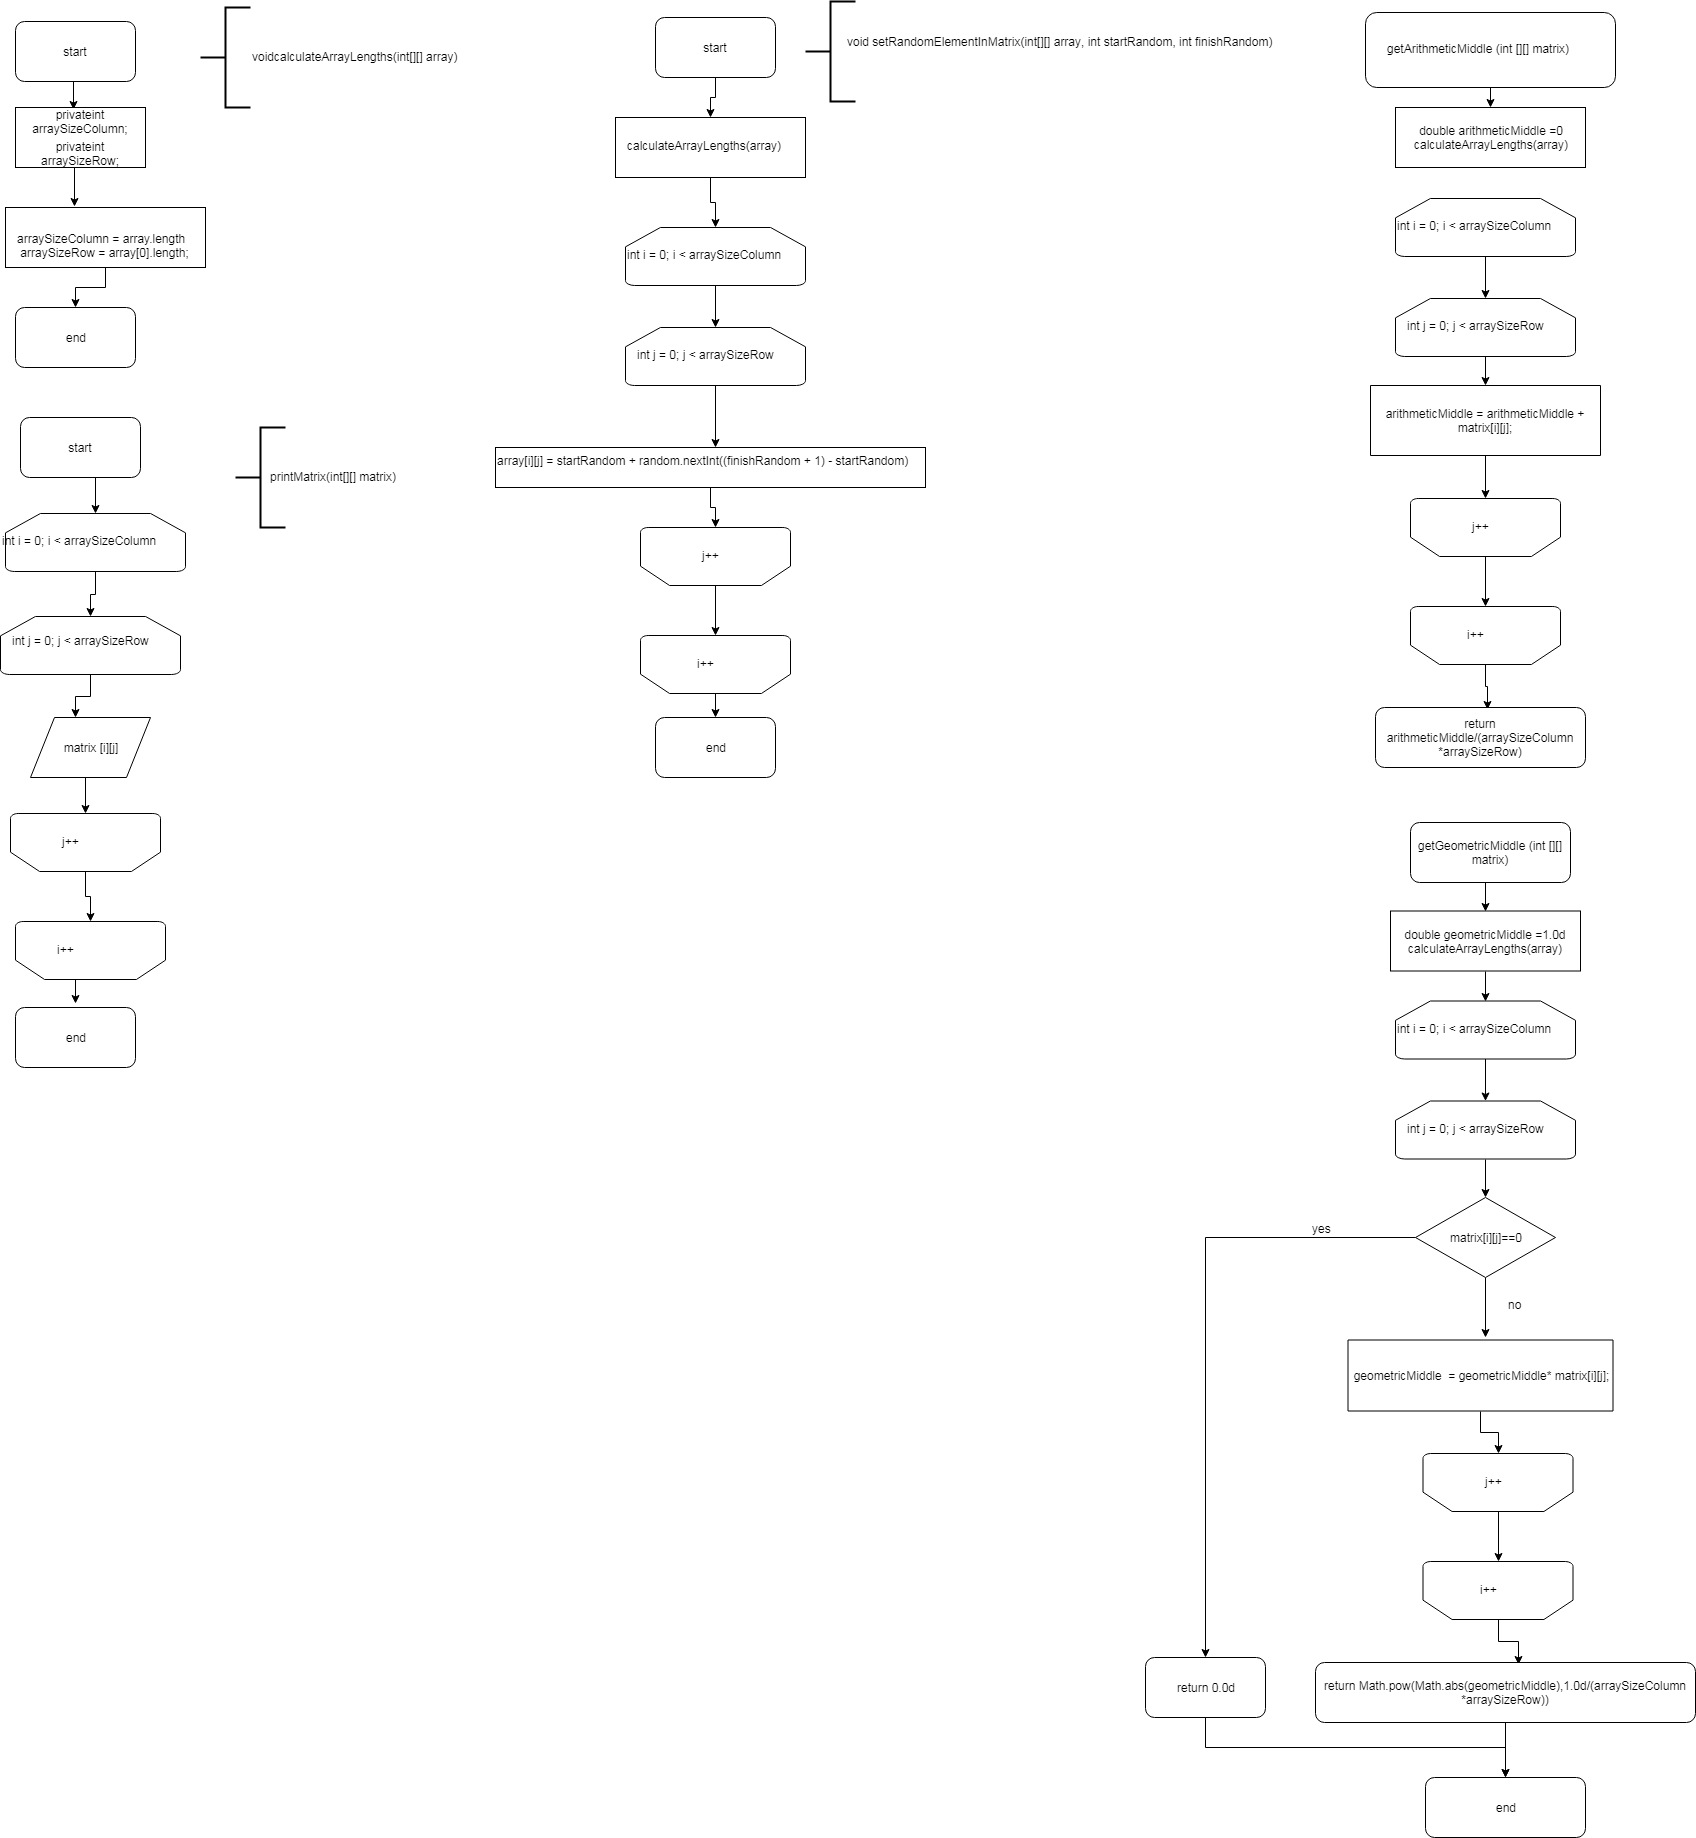 start
voidcalculateArrayLengths(int[][] array)
privateint
arraySizeColumn;
privateint
arraySizeRow;
arraySizeColumn = array.length
arraySizeRow = array[0].length;
end
start
printMatrix(int[][] matrix)
int i = 0; i < arraySizeColumn
int j = 0; j < arraySizeRow
matrix [i][j]
j++
i++
end
start
void setRandomElementInMatrix(int[][] array, int startRandom, int finishRandom)
calculateArrayLengths(array)
int i = 0; i < arraySizeColumn
int j = 0; j < arraySizeRow
array[i][j] = startRandom + random.nextInt((finishRandom + 1) - startRandom)
j++
i++
end
getArithmeticMiddle (int [][] matrix)
double arithmeticMiddle =0
calculateArrayLengths(array)
int i = 0; i < arraySizeColumn
int j = 0; j < arraySizeRow
arithmeticMiddle = arithmeticMiddle +
matrix[i][j];
j++
i++
return
arithmeticMiddle/(arraySizeColumn
*arraySizeRow)
getGeometricMiddle (int [][]
matrix)
double geometricMiddle =1.0d
calculateArrayLengths(array)
int i = 0; i < arraySizeColumn
int j = 0; j < arraySizeRow
matrix[i][j]==0
yes
no
geometricMiddle  = geometricMiddle* matrix[i][j];
j++
i++
return 0.0d
return Math.pow(Math.abs(geometricMiddle),1.0d/(arraySizeColumn
*arraySizeRow))
end